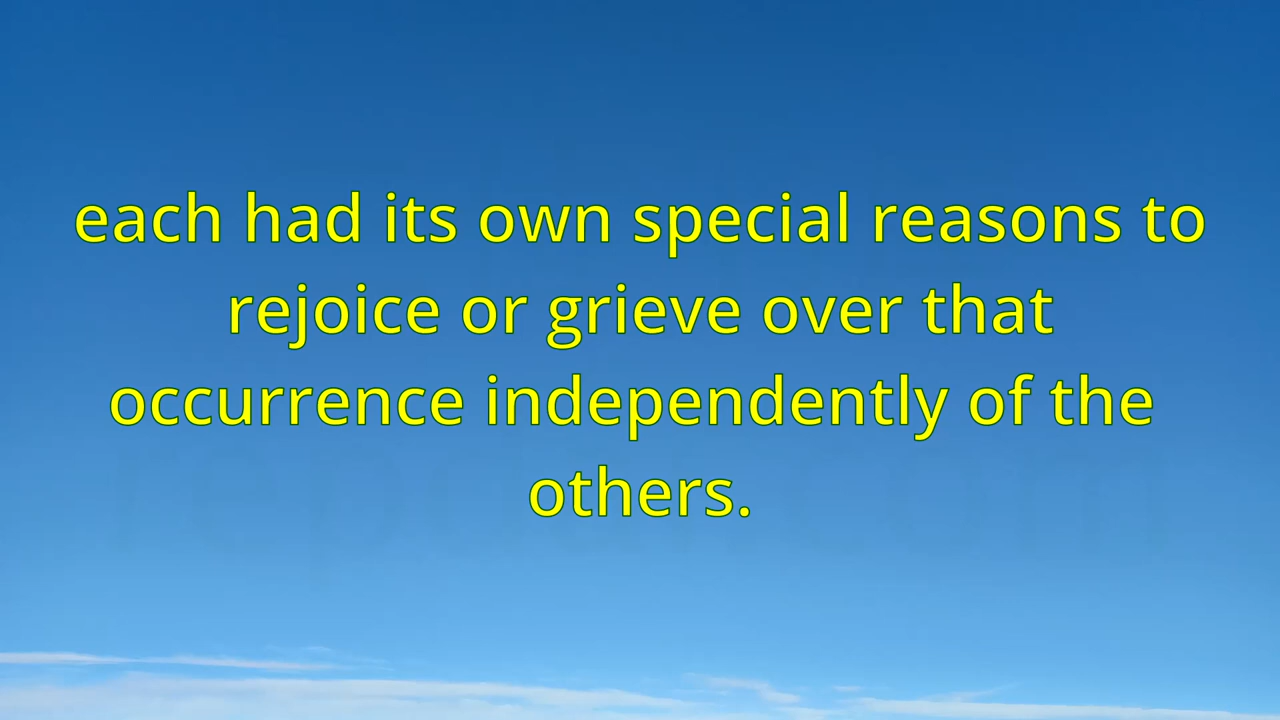 each had its own special reasons to
rejoice or grieve over that
occurrence independently of the
others.